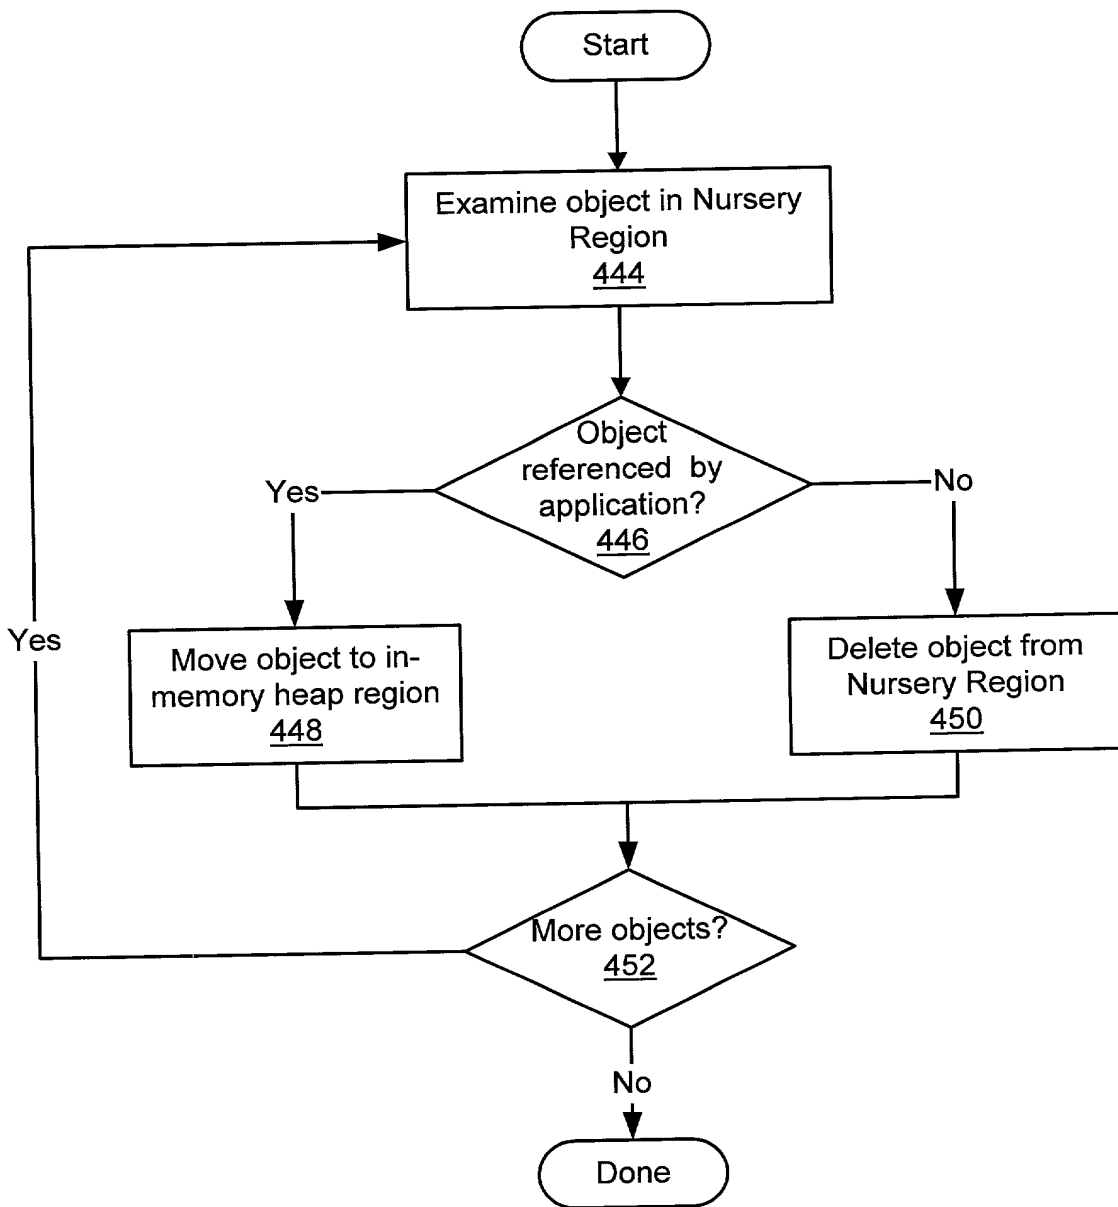 Start
Examine object in Nursery
Region
444
Object
referenced by
application?
446
Yes
No
Move object to in-
memory heap region
448
Delete object from
Nursery Region
450
Yes
More objects?
452
No
Done